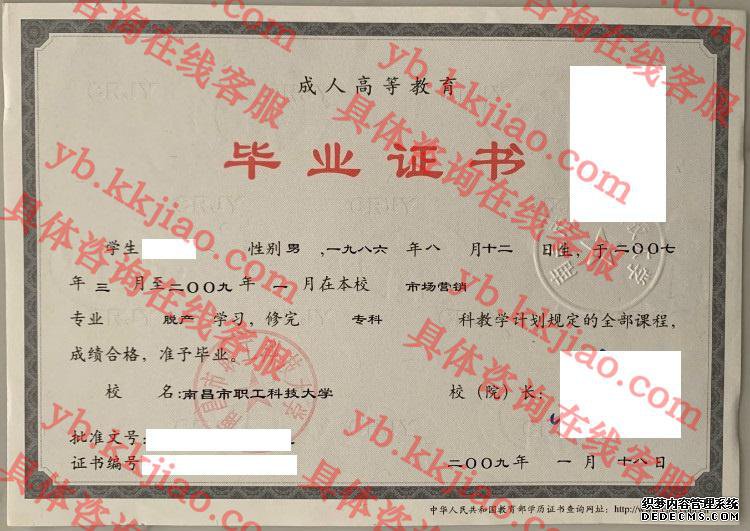 成人高等教育
毕业证书
学生 性别 男 ,一九八六 年 八 月 十二 日生, 于 二〇〇七
年 三 月至 二〇〇九 年 一 月在本校 市场营销
专业 脱产 学习, 修完 专科 科教学计划规定的全部课程,
成绩合格, 准予毕业。
校 名: 南昌市职工科技大学 校（院）长:
批准文号:
证书编号 二〇〇九 年 一 月 十八 日
中华人民共和国教育部学历证书查询网址: http://
具体咨询在线客服
yb.kkjiao.com
织梦内容管理系统
DEDECMS.COM